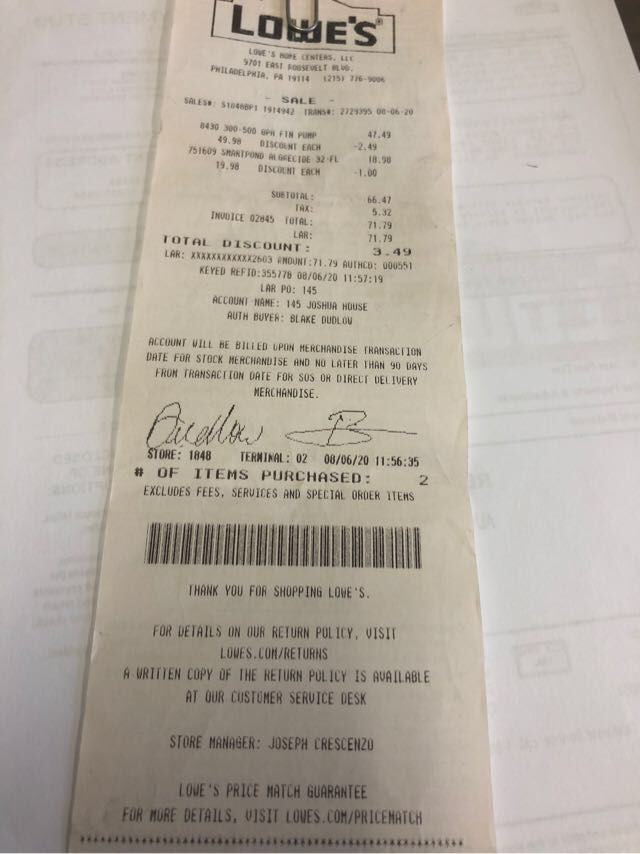 LOWE'S®
LOWE'S HOME CENTERS, LLC
9701 EAST ROOSEVELT BLVD.
PHILADELPHIA, PA 19114 (215) 776-9006
- SALE -
SALES#: S1848BP1 1914942 TRANS#: 2729395 08-06-20
8430 300-500 GPH FIN PUMP 47.49
49.98 DISCOUNT EACH -2.49
751609 SMARTPOND ALGAECIDE 32-FL 18.98
19.98 DISCOUNT EACH -1.00
SUBTOTAL: 66.47
TAX: 5.32
INVOICE 02845 TOTAL: 71.79
LAR: 71.79
TOTAL DISCOUNT: 3.49
LAR: XXXXXXXXXXXX2603 AMOUNT:71.79 AUTHCD: 000551
KEYED REFID:355778 08/06/20 11:57:19
LAR PO: 145
ACCOUNT NAME: 145 JOSHUA HOUSE
AUTH BUYER: BLAKE DUDLOW
ACCOUNT WILL BE BILLED UPON MERCHANDISE TRANSACTION
DATE FOR STOCK MERCHANDISE AND NO LATER THAN 90 DAYS
FROM TRANSACTION DATE FOR SOS OR DIRECT DELIVERY
MERCHANDISE.
STORE: 1848 TERMINAL: 02 08/06/20 11:56:35
# OF ITEMS PURCHASED: 2
EXCLUDES FEES, SERVICES AND SPECIAL ORDER ITEMS
THANK YOU FOR SHOPPING LOWE'S.
FOR DETAILS ON OUR RETURN POLICY, VISIT
LOWES.COM/RETURNS
A WRITTEN COPY OF THE RETURN POLICY IS AVAILABLE
AT OUR CUSTOMER SERVICE DESK
STORE MANAGER: JOSEPH CRESCENZO
LOWE'S PRICE MATCH GUARANTEE
FOR MORE DETAILS, VISIT LOWES.COM/PRICEMATCH